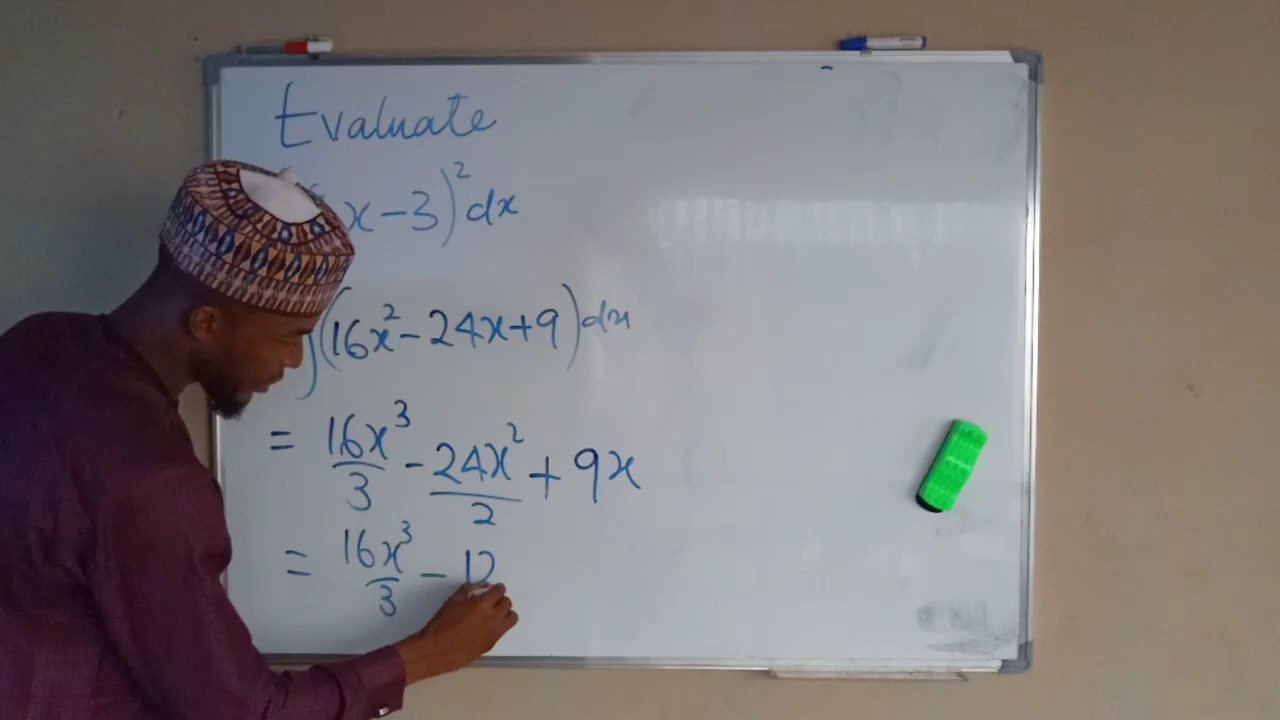 Evaluate
x - 3)² dx
∫(16x² - 24x + 9) dx
= 16x³/3 - 24x²/2 + 9x
= 16x³/3 - 12